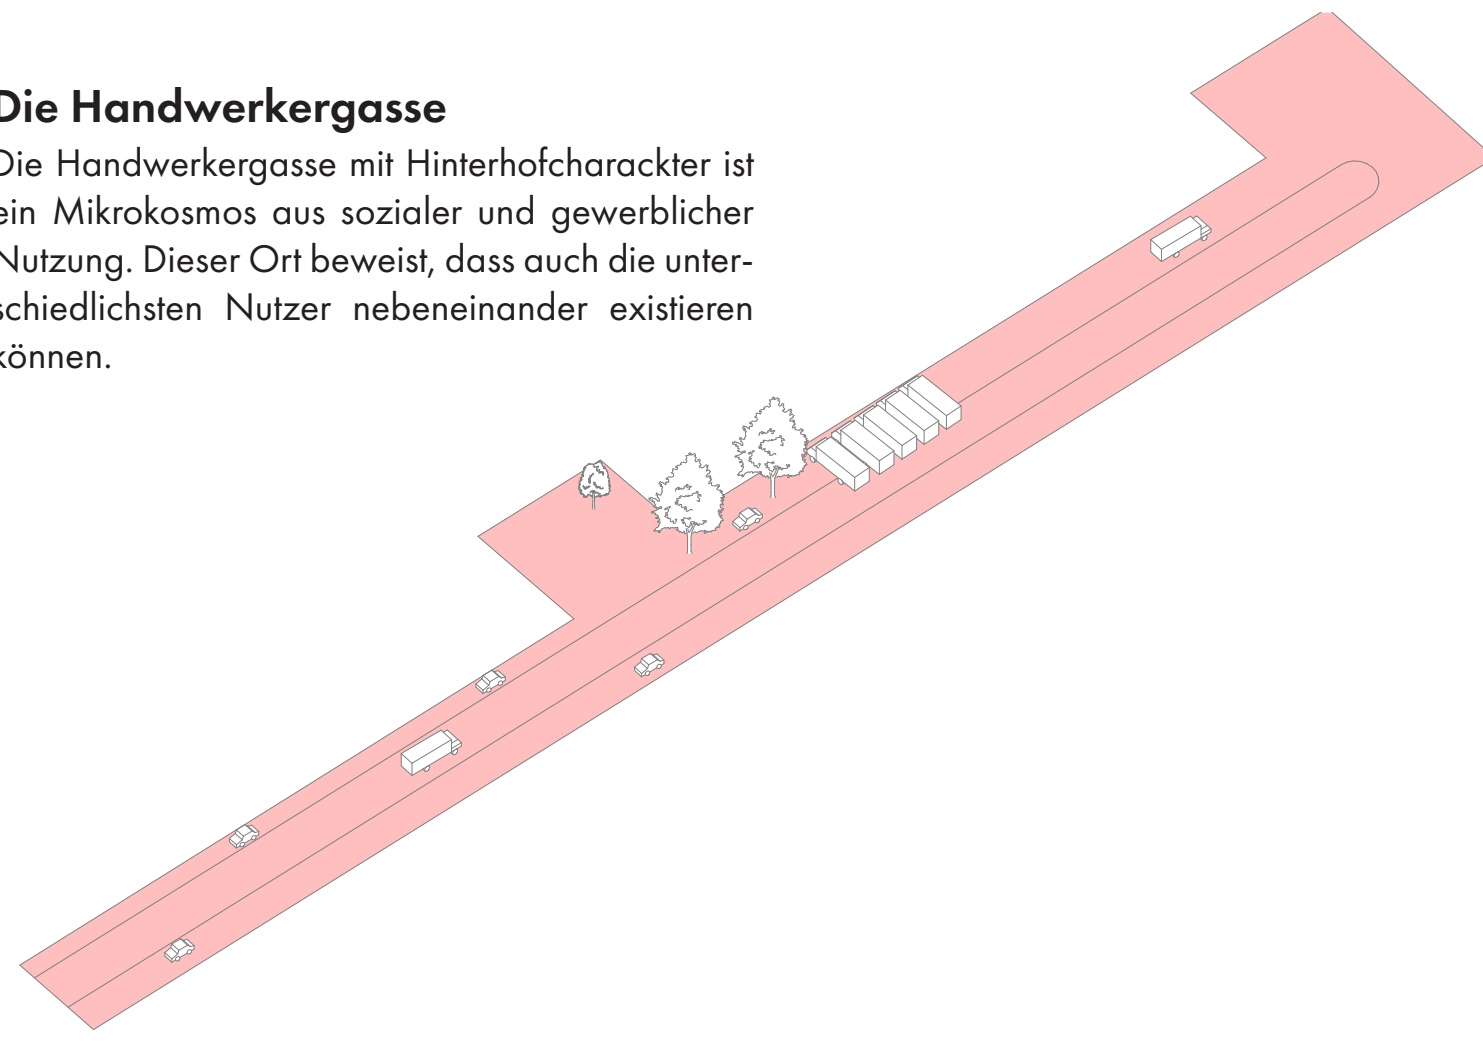 Die Handwerkergasse
Die Handwerkergasse mit Hinterhofcharackter ist
ein Mikrokosmos aus sozialer und gewerblicher
Nutzung. Dieser Ort beweist, dass auch die unter-
schiedlichsten Nutzer nebeneinander existieren
können.